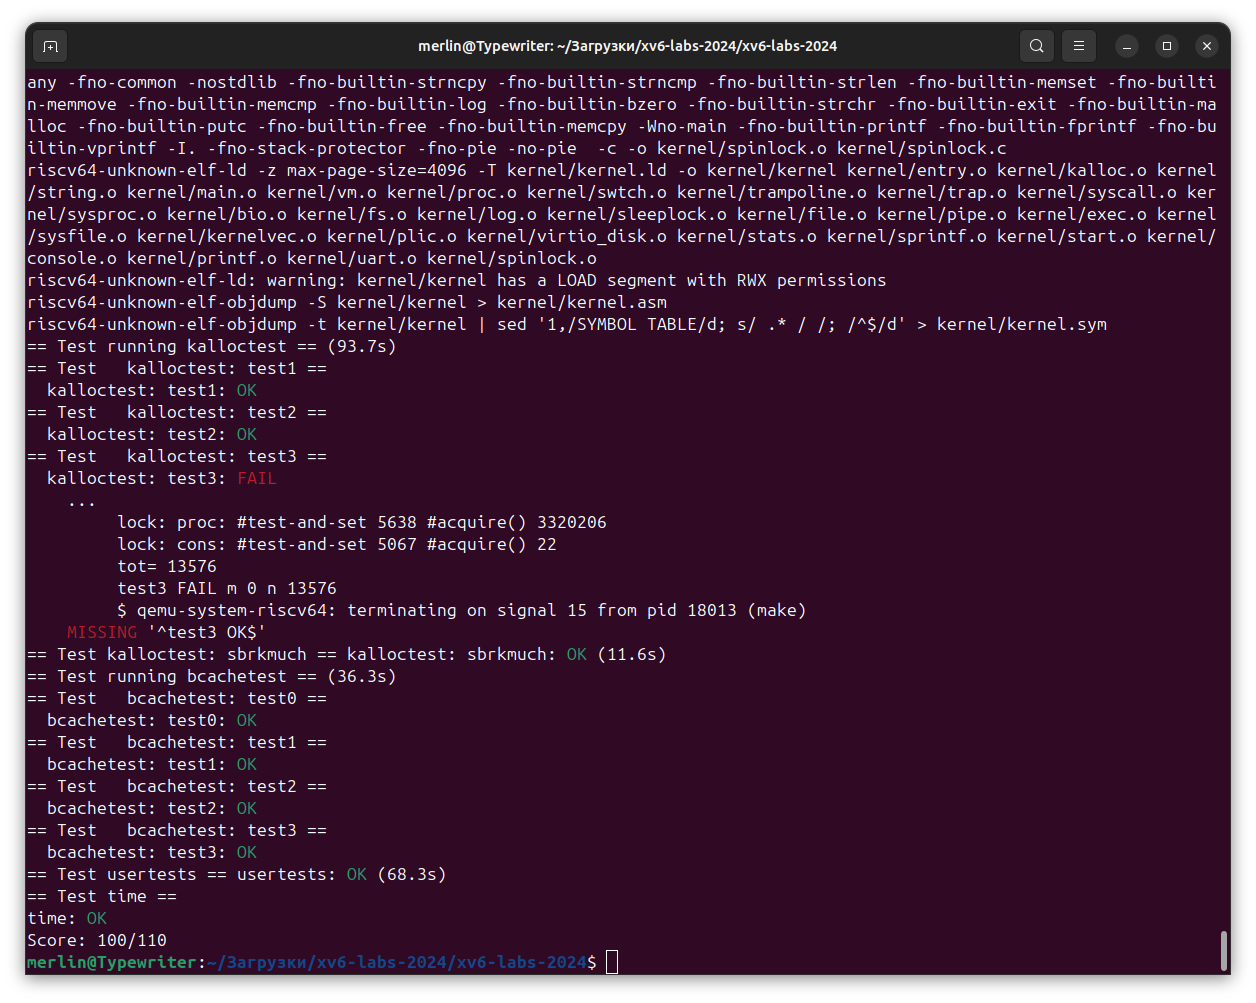 merlin@Typewriter: ~/Загрузки/xv6-labs-2024/xv6-labs-2024
any -fno-common -nostdlib -fno-builtin-strncpy -fno-builtin-strncmp -fno-builtin-strlen -fno-builtin-memset -fno-builti
n-memmove -fno-builtin-memcmp -fno-builtin-log -fno-builtin-bzero -fno-builtin-strchr -fno-builtin-exit -fno-builtin-ma
lloc -fno-builtin-putc -fno-builtin-free -fno-builtin-memcpy -Wno-main -fno-builtin-printf -fno-builtin-fprintf -fno-bu
iltin-vprintf -I. -fno-stack-protector -fno-pie -no-pie  -c -o kernel/spinlock.o kernel/spinlock.c
riscv64-unknown-elf-ld -z max-page-size=4096 -T kernel/kernel.ld -o kernel/kernel kernel/entry.o kernel/kalloc.o kernel
/string.o kernel/main.o kernel/vm.o kernel/proc.o kernel/swtch.o kernel/trampoline.o kernel/trap.o kernel/syscall.o ker
nel/sysproc.o kernel/bio.o kernel/fs.o kernel/log.o kernel/sleeplock.o kernel/file.o kernel/pipe.o kernel/exec.o kernel
/sysfile.o kernel/kernelvec.o kernel/plic.o kernel/virtio_disk.o kernel/stats.o kernel/sprintf.o kernel/start.o kernel/
console.o kernel/printf.o kernel/uart.o kernel/spinlock.o
riscv64-unknown-elf-ld: warning: kernel/kernel has a LOAD segment with RWX permissions
riscv64-unknown-elf-objdump -S kernel/kernel > kernel/kernel.asm
riscv64-unknown-elf-objdump -t kernel/kernel | sed '1,/SYMBOL TABLE/d; s/ .* / /; /^$/d' > kernel/kernel.sym
== Test running kalloctest == (93.7s)
== Test   kalloctest: test1 ==
  kalloctest: test1: OK
== Test   kalloctest: test2 ==
  kalloctest: test2: OK
== Test   kalloctest: test3 ==
  kalloctest: test3: FAIL
    ...
         lock: proc: #test-and-set 5638 #acquire() 3320206
         lock: cons: #test-and-set 5067 #acquire() 22
         tot= 13576
         test3 FAIL m 0 n 13576
         $ qemu-system-riscv64: terminating on signal 15 from pid 18013 (make)
    MISSING '^test3 OK$'
== Test kalloctest: sbrkmuch == kalloctest: sbrkmuch: OK (11.6s)
== Test running bcachetest == (36.3s)
== Test   bcachetest: test0 ==
  bcachetest: test0: OK
== Test   bcachetest: test1 ==
  bcachetest: test1: OK
== Test   bcachetest: test2 ==
  bcachetest: test2: OK
== Test   bcachetest: test3 ==
  bcachetest: test3: OK
== Test usertests == usertests: OK (68.3s)
== Test time ==
time: OK
Score: 100/110
merlin@Typewriter:~/Загрузки/xv6-labs-2024/xv6-labs-2024$